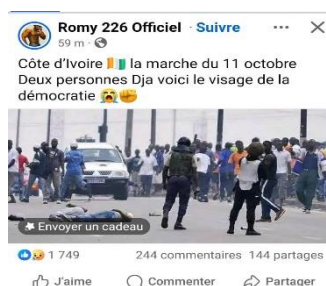 Romy 226 Officiel · Suivre
59 m ·
Côte d'Ivoire 🇨🇮 la marche du 11 octobre
Deux personnes Dja voici le visage de la
démocratie 😭✊
Envoyer un cadeau
1 749 244 commentaires 144 partages
J'aime Commenter Partager